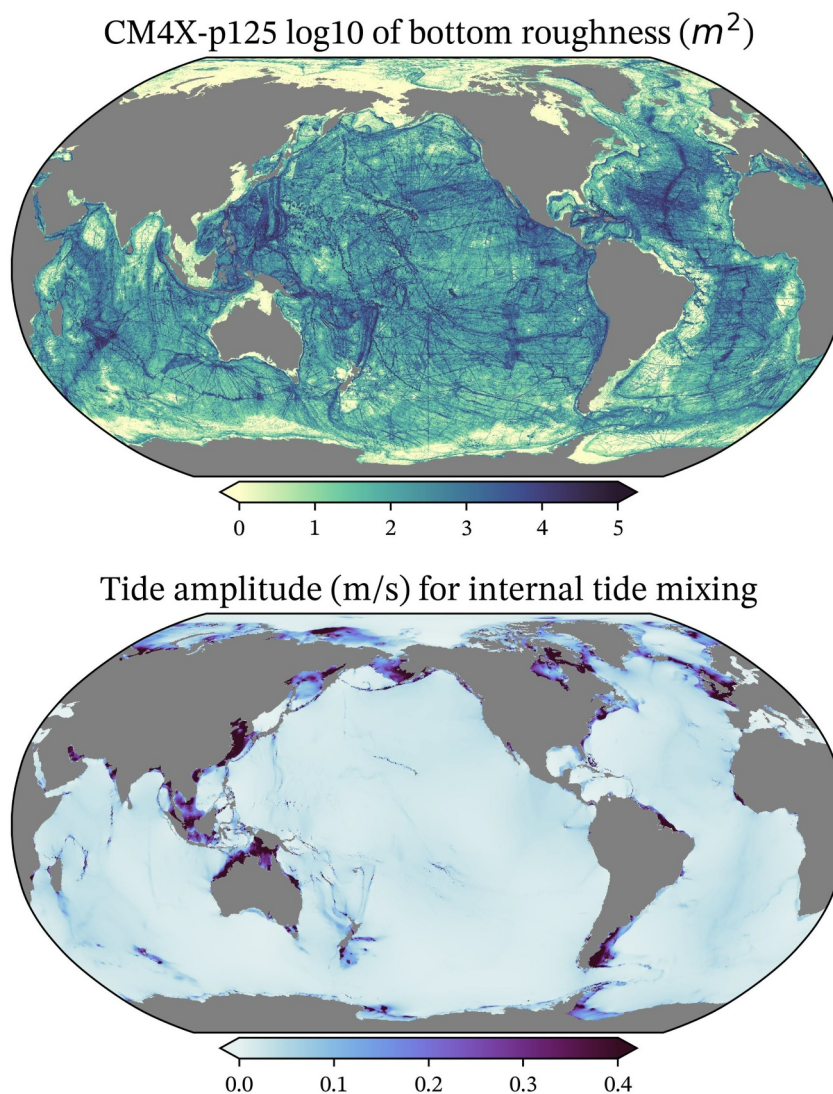 CM4X-p125 log10 of bottom roughness (m²)
0 1 2 3 4 5
Tide amplitude (m/s) for internal tide mixing
0.0 0.1 0.2 0.3 0.4